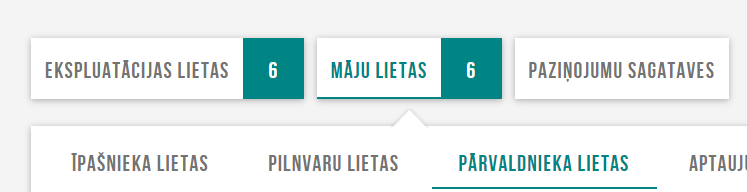 EKSPLUATĀCIJAS LIETAS 6 MĀJU LIETAS 6 PAZIŅOJUMU SAGATAVES
ĪPAŠNIEKA LIETAS PILNVARU LIETAS PĀRVALDNIEKA LIETAS